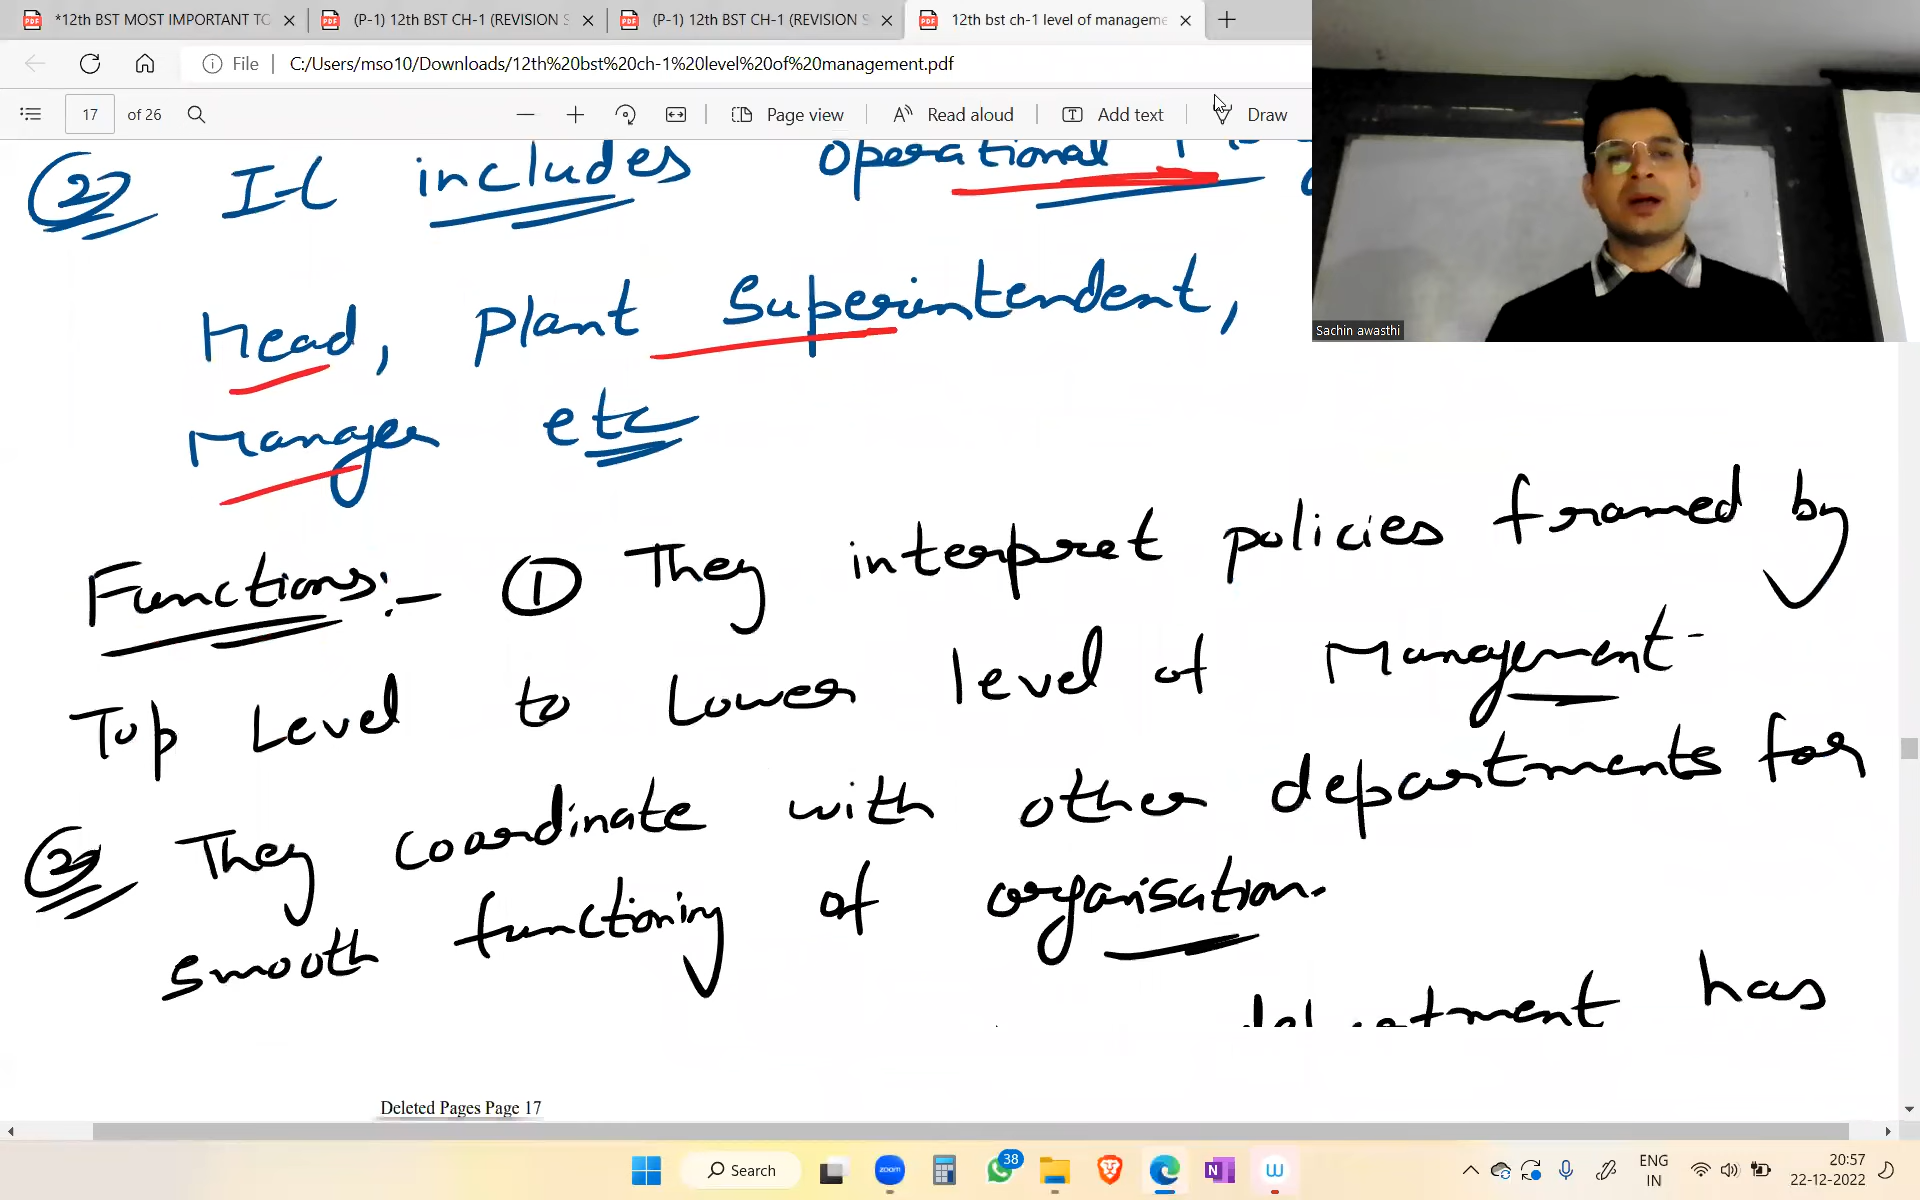 *12th BST MOST IMPORTANT TO
(P-1) 12th BST CH-1 (REVISION S
(P-1) 12th BST CH-1 (REVISION S
12th bst ch-1 level of manageme
File
C:/Users/mso10/Downloads/12th%20bst%20ch-1%20level%20of%20management.pdf
17 of 26
Page view
Read aloud
Add text
Draw
Sachin awasthi
(2) It includes operational
Head, plant Superintendent,
Manager etc
Functions:- (1) They interpret policies framed by
Top Level to Lower level of Management.
(2) They coordinate with other departments for
smooth functioning of organisation.
department has
Deleted Pages Page 17
Search
zoom
38
ENG
IN
20:57
22-12-2022